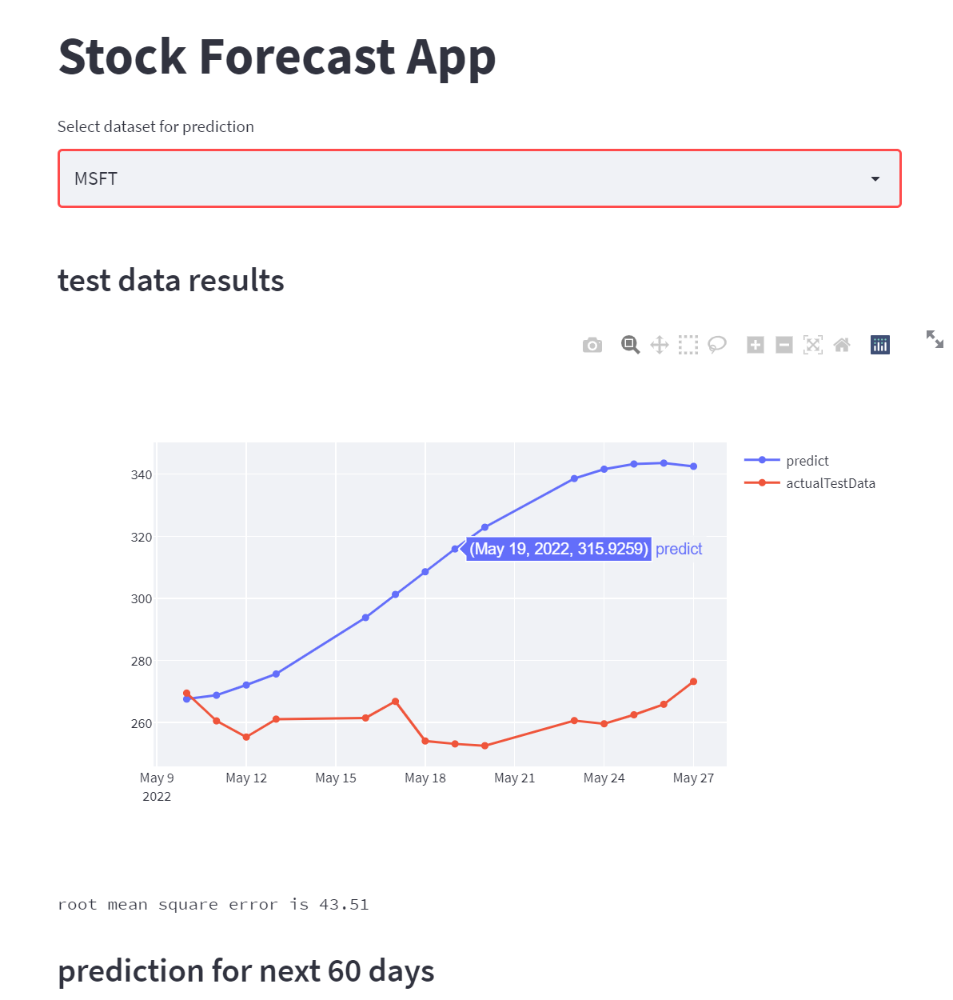 Stock Forecast App
Select dataset for prediction
MSFT
test data results
340
320
300
280
260
predict
actualTestData
(May 19, 2022, 315.9259) predict
May 9 May 12 May 15 May 18 May 21 May 24 May 27
2022
root mean square error is 43.51
prediction for next 60 days